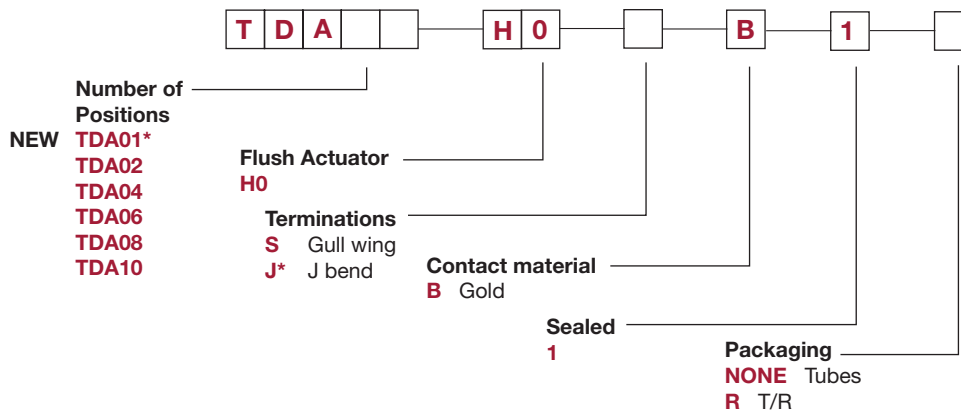 T D A H 0 B 1
Number of
Positions
NEW TDA01*
TDA02
TDA04
TDA06
TDA08
TDA10
Flush Actuator
H0
Terminations
S Gull wing
J* J bend
Contact material
B Gold
Sealed
1
Packaging
NONE Tubes
R T/R